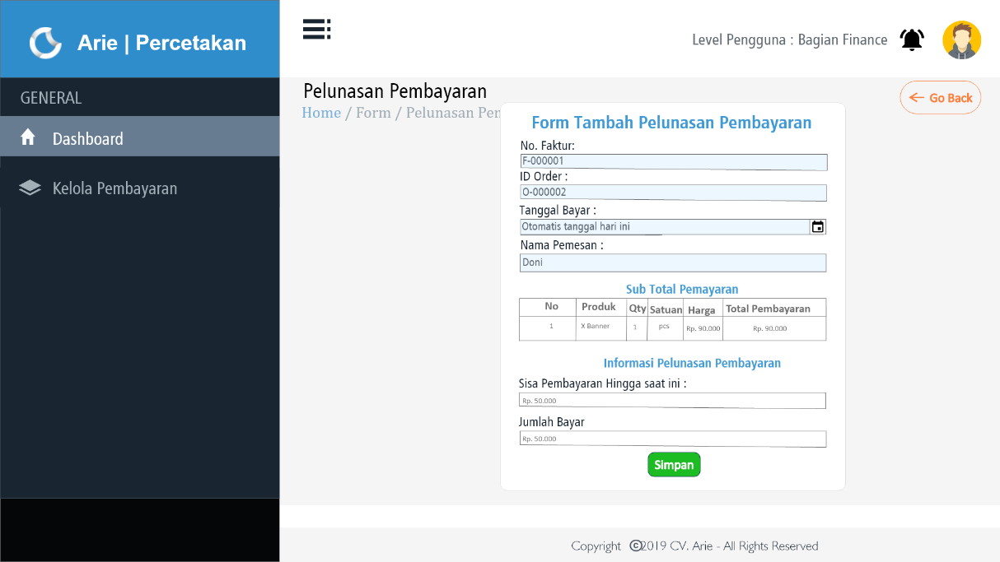 Arie | Percetakan
Level Pengguna : Bagian Finance
GENERAL
Dashboard
Kelola Pembayaran
Pelunasan Pembayaran
Home / Form / Pelunasan Per
Go Back
Form Tambah Pelunasan Pembayaran
No. Faktur:
F-000001
ID Order :
O-000002
Tanggal Bayar :
Otomatis tanggal hari ini
Nama Pemesan :
Doni
Sub Total Pemayaran
No Produk Qty Satuan Harga Total Pembayaran
1 X Banner 1 pcs Rp. 90.000 Rp. 90.000
Informasi Pelunasan Pembayaran
Sisa Pembayaran Hingga saat ini :
Rp. 50.000
Jumlah Bayar
Rp. 50.000
Simpan
Copyright ©2019 CV. Arie - All Rights Reserved